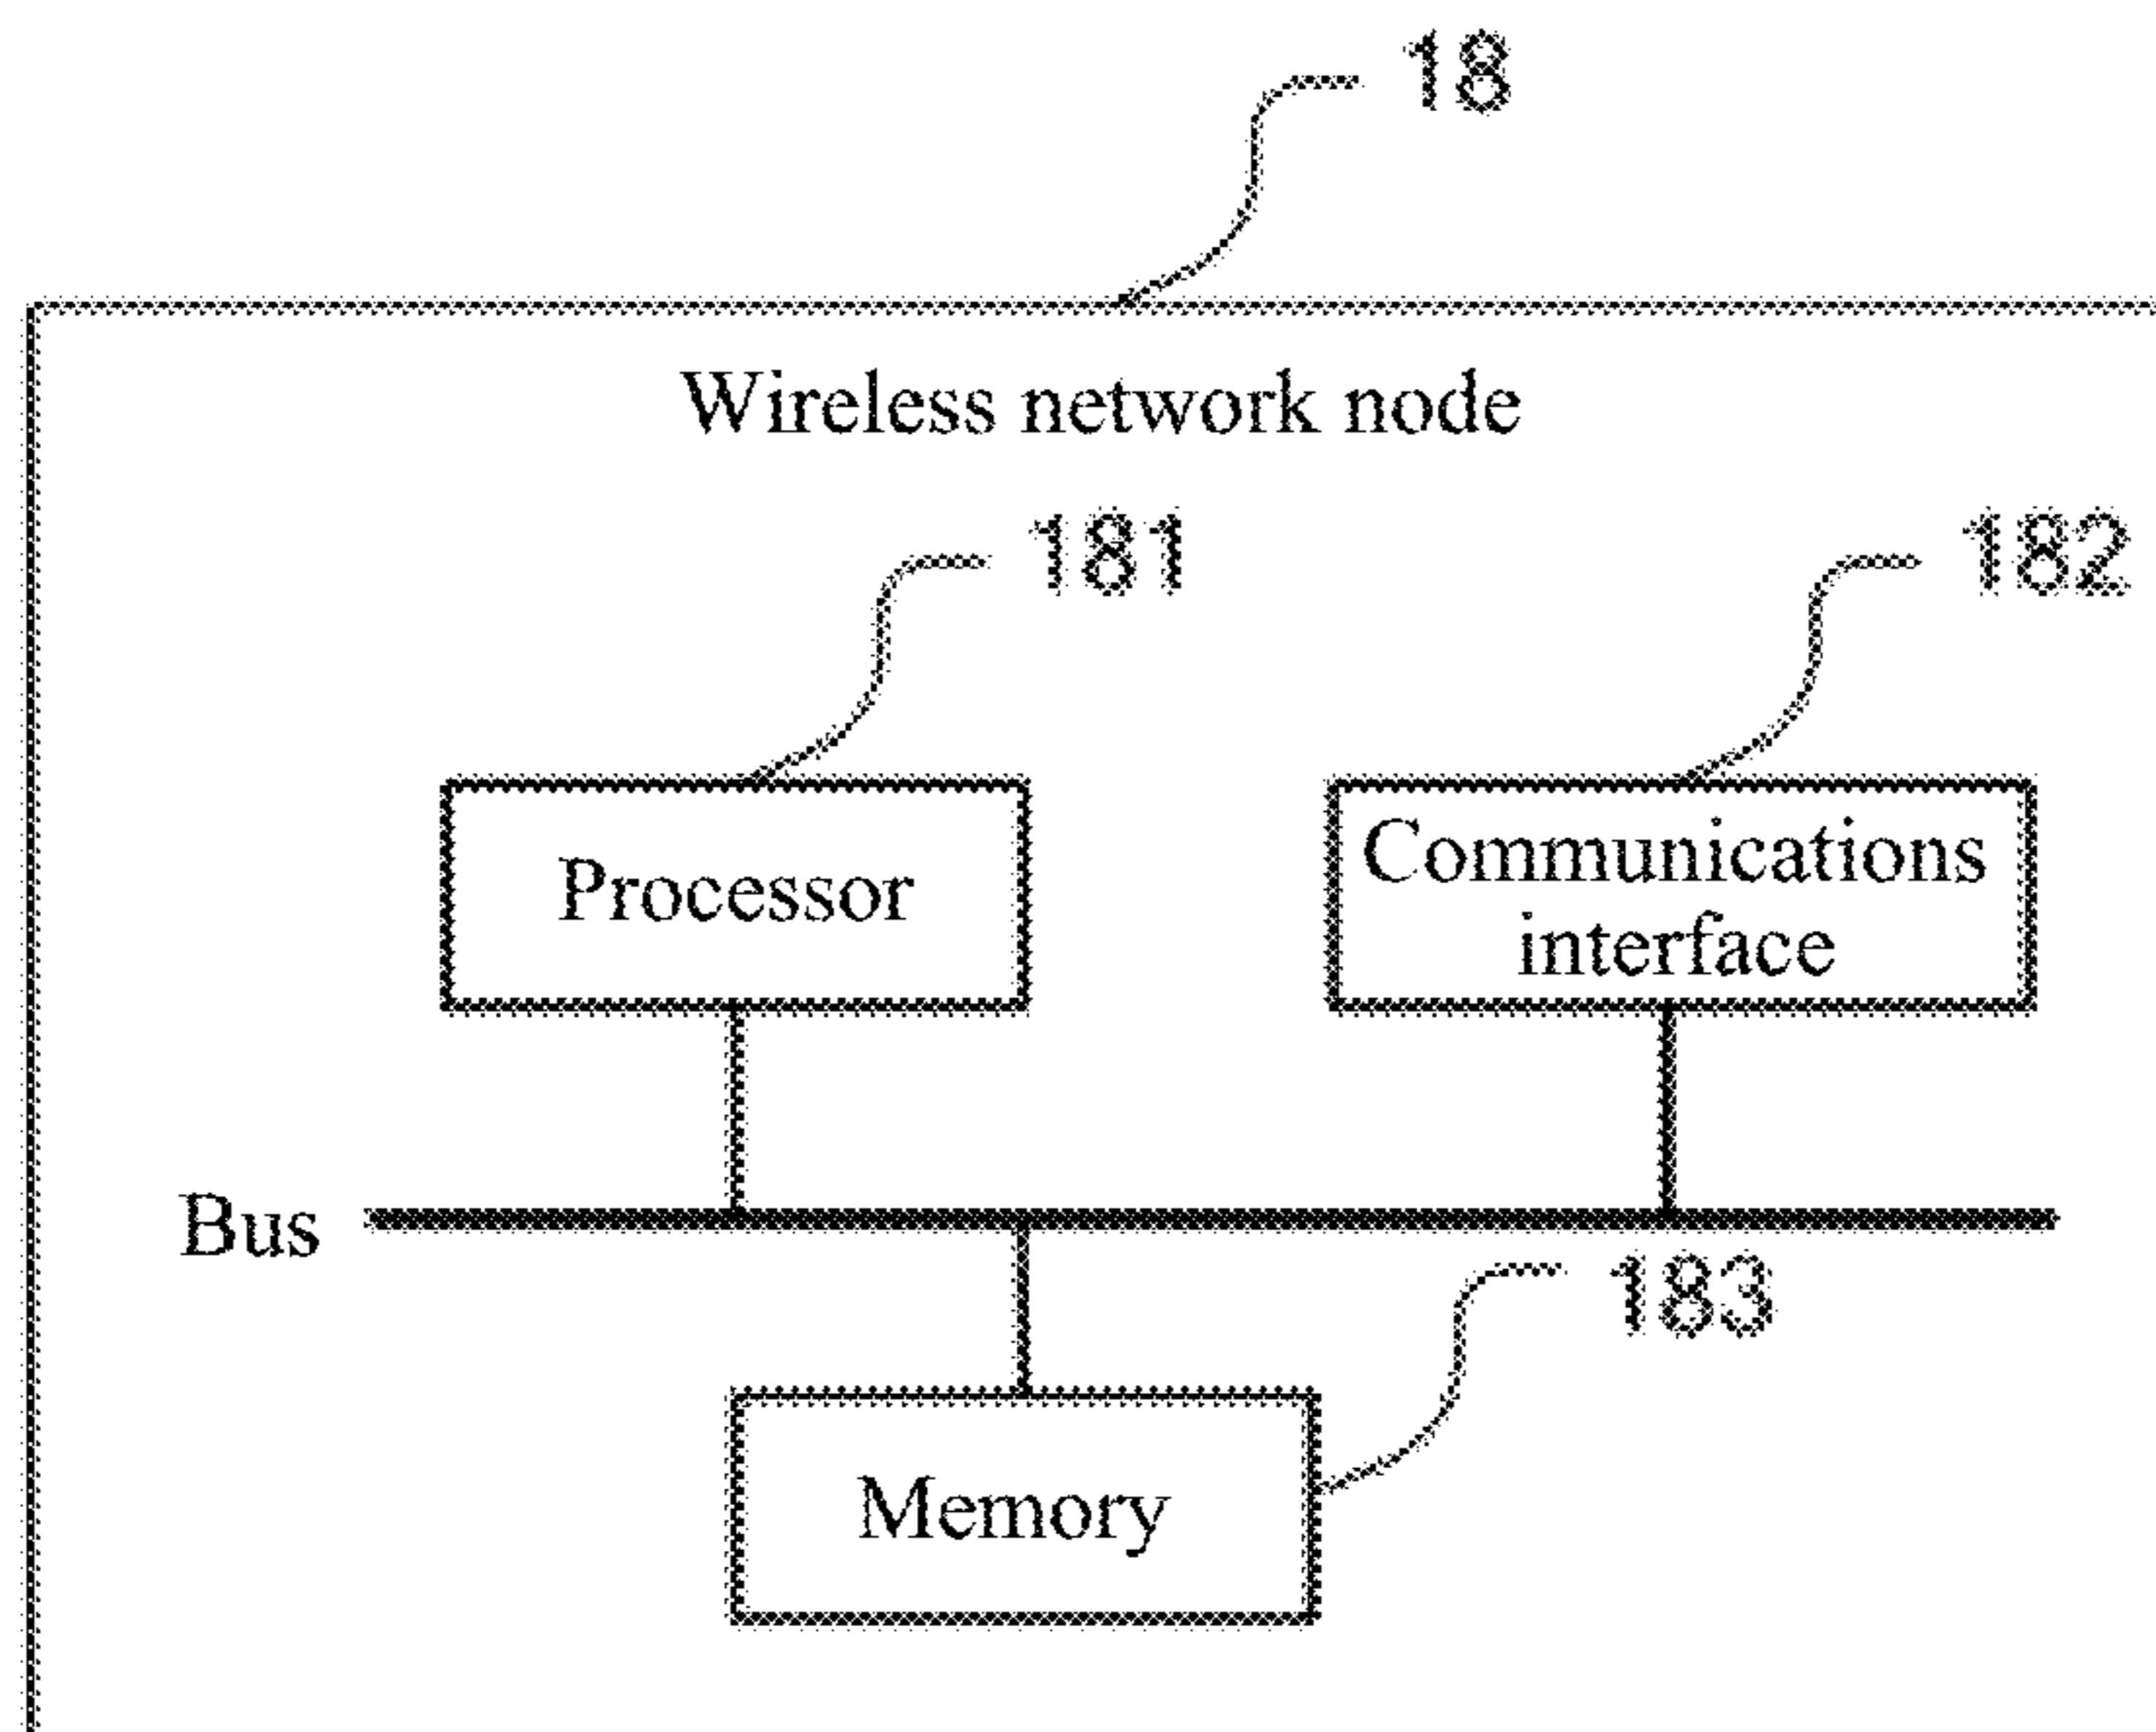 18
Wireless network node
181
182
Processor
Communications
interface
Bus
183
Memory